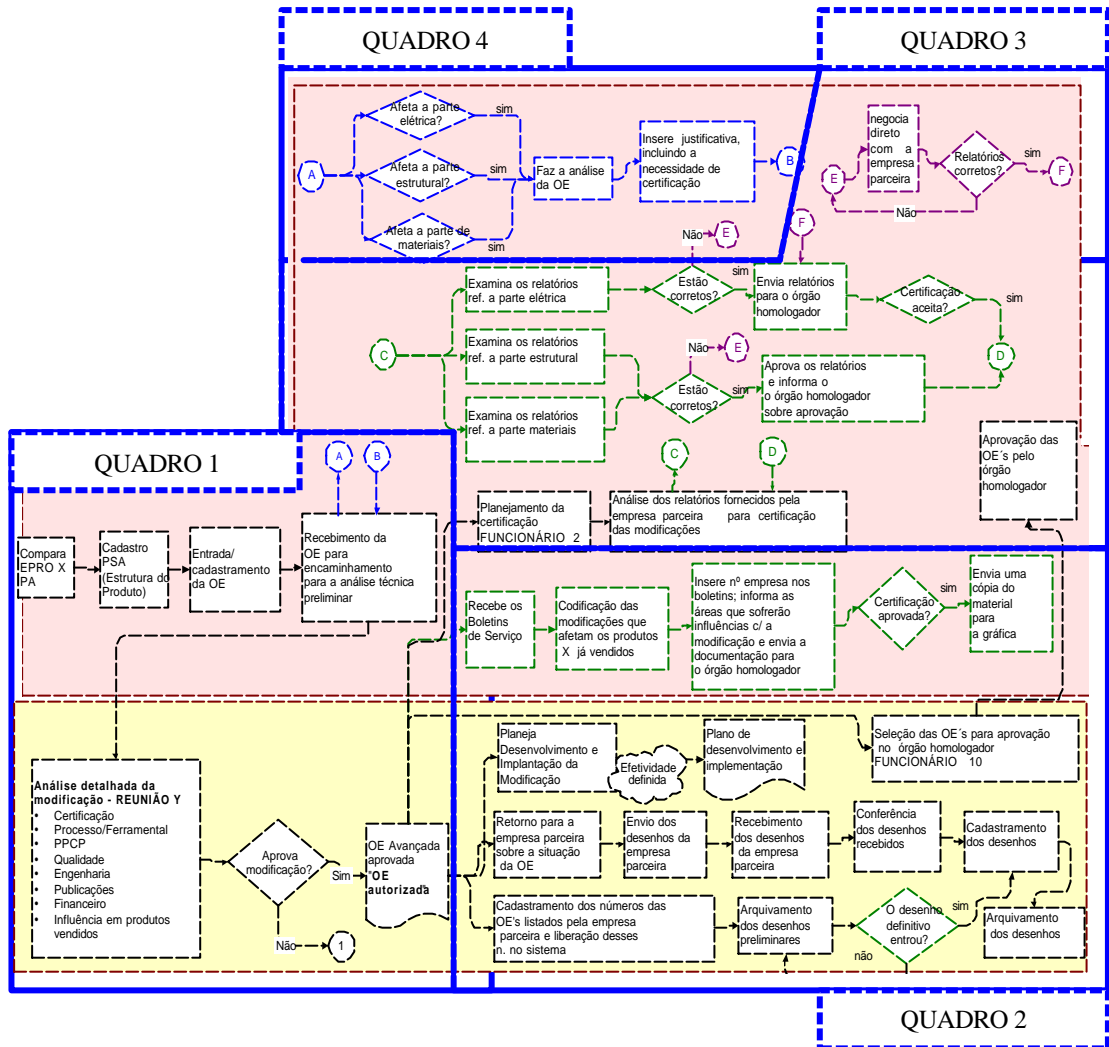 QUADRO 4
QUADRO 3
Afeta a parte
elétrica?
sim
A
Afeta a parte
estrutural?
sim
Afeta a parte de
materiais?
sim
Faz a análise
da OE
Insere justificativa,
incluindo a
necessidade de
certificação
B
negocia
direto
com a
empresa
parceira
E
Relatórios
corretos?
sim
F
Não
Não
E
F
C
Examina os relatórios
ref. a parte elétrica
Estão
corretos?
sim
Envia relatórios
para o órgão
homologador
Certificação
aceita?
sim
D
Examina os relatórios
ref. a parte estrutural
Não
E
Estão
corretos?
sim
Aprova os relatórios
e informa o
o órgão homologador
sobre aprovação
Examina os relatórios
ref. a parte materiais
QUADRO 1
A
B
C
D
Aprovação das
OE´s pelo
órgão
homologador
Planejamento da
certificação
FUNCIONÁRIO 2
Análise dos relatórios fornecidos pela
empresa parceira para certificação
das modificações
Compara
EPRO X
PA
Cadastro
PSA
(Estrutura do
Produto)
Entrada/
cadastramento
da OE
Recebimento da
OE para
encaminhamento
para a análise técnica
preliminar
Recebe os
Boletins
de Serviço
Codificação das
modificações que
afetam os produtos
X já vendidos
Insere nº empresa nos
boletins; informa as
áreas que sofrerão
influências c/ a
modificação e envia a
documentação para
o órgão homologador
Certificação
aprovada?
sim
Envia uma
cópia do
material
para
a gráfica
Planeja
Desenvolvimento e
Implantação da
Modificação
Efetividade
definida
Plano de
desenvolvimento e
implementação
Seleção das OE´s para aprovação
no órgão homologador
FUNCIONÁRIO 10
Análise detalhada da
modificação - REUNIÃO Y
• Certificação
• Processo/Ferramental
• PPCP
• Qualidade
• Engenharia
• Publicações
• Financeiro
• Influência em produtos
vendidos
Aprova
modificação?
Sim
Não
1
OE Avançada
aprovada
"OE
autorizada"
Retorno para a
empresa parceira
sobre a situação
da OE
Envio dos
desenhos da
empresa
parceira
Recebimento
dos desenhos
da empresa
parceira
Conferência
dos desenhos
recebidos
Cadastramento
dos desenhos
Cadastramento dos números das
OE's listados pela empresa
parceira e liberação desses
n. no sistema
Arquivamento
dos desenhos
preliminares
O desenho
definitivo
entrou?
sim
não
Arquivamento
dos desenhos
QUADRO 2